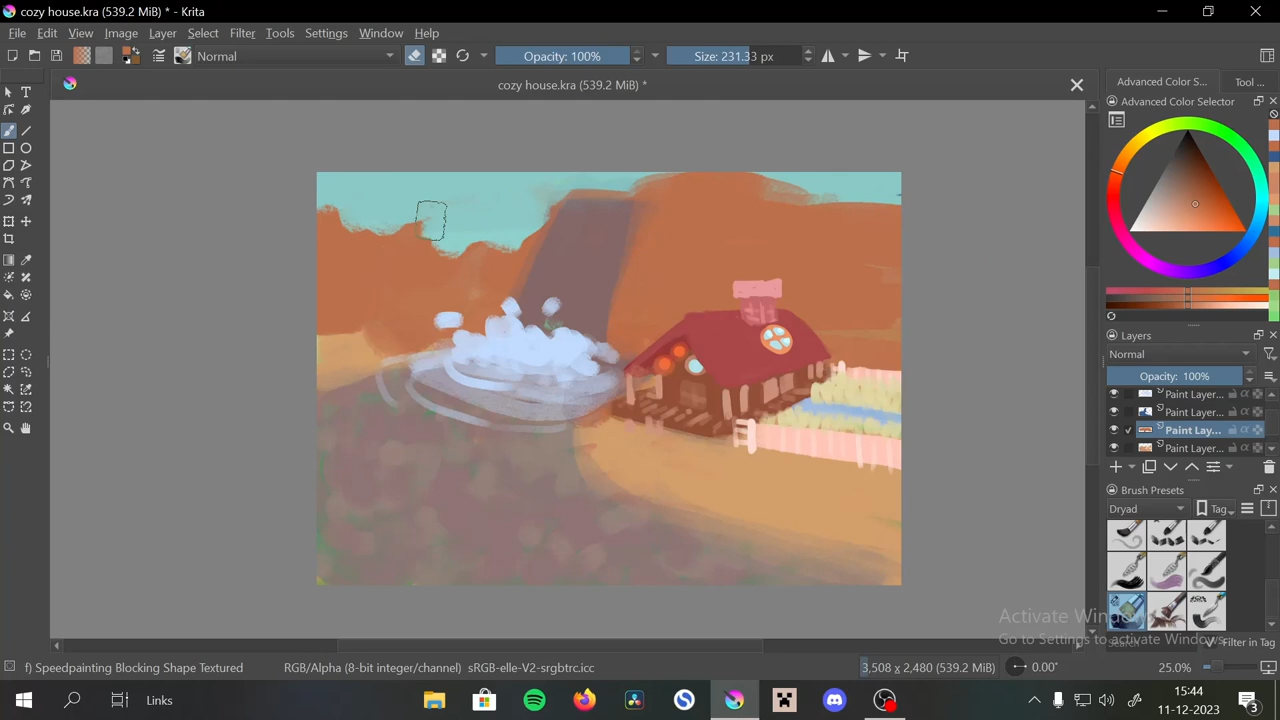 cozy house.kra (539.2 MiB) * - Krita
File Edit View Image Layer Select Filter Tools Settings Window Help
Normal Opacity: 100% Size: 231.33 px
cozy house.kra (539.2 MiB) *
Advanced Color S... Tool ...
Advanced Color Selector
Layers
Normal
Opacity: 100%
Paint Layer...
Paint Layer...
Paint Lay...
Paint Layer...
Brush Presets
Dryad Tag
Activate Windows
Go to Settings to activate Windows.
Search Filter in Tag
f) Speedpainting Blocking Shape Textured RGB/Alpha (8-bit integer/channel) sRGB-elle-V2-srgbtrc.icc 3,508 x 2,480 (539.2 MiB) 0.00° 25.0%
Links 15:44
11-12-2023
3